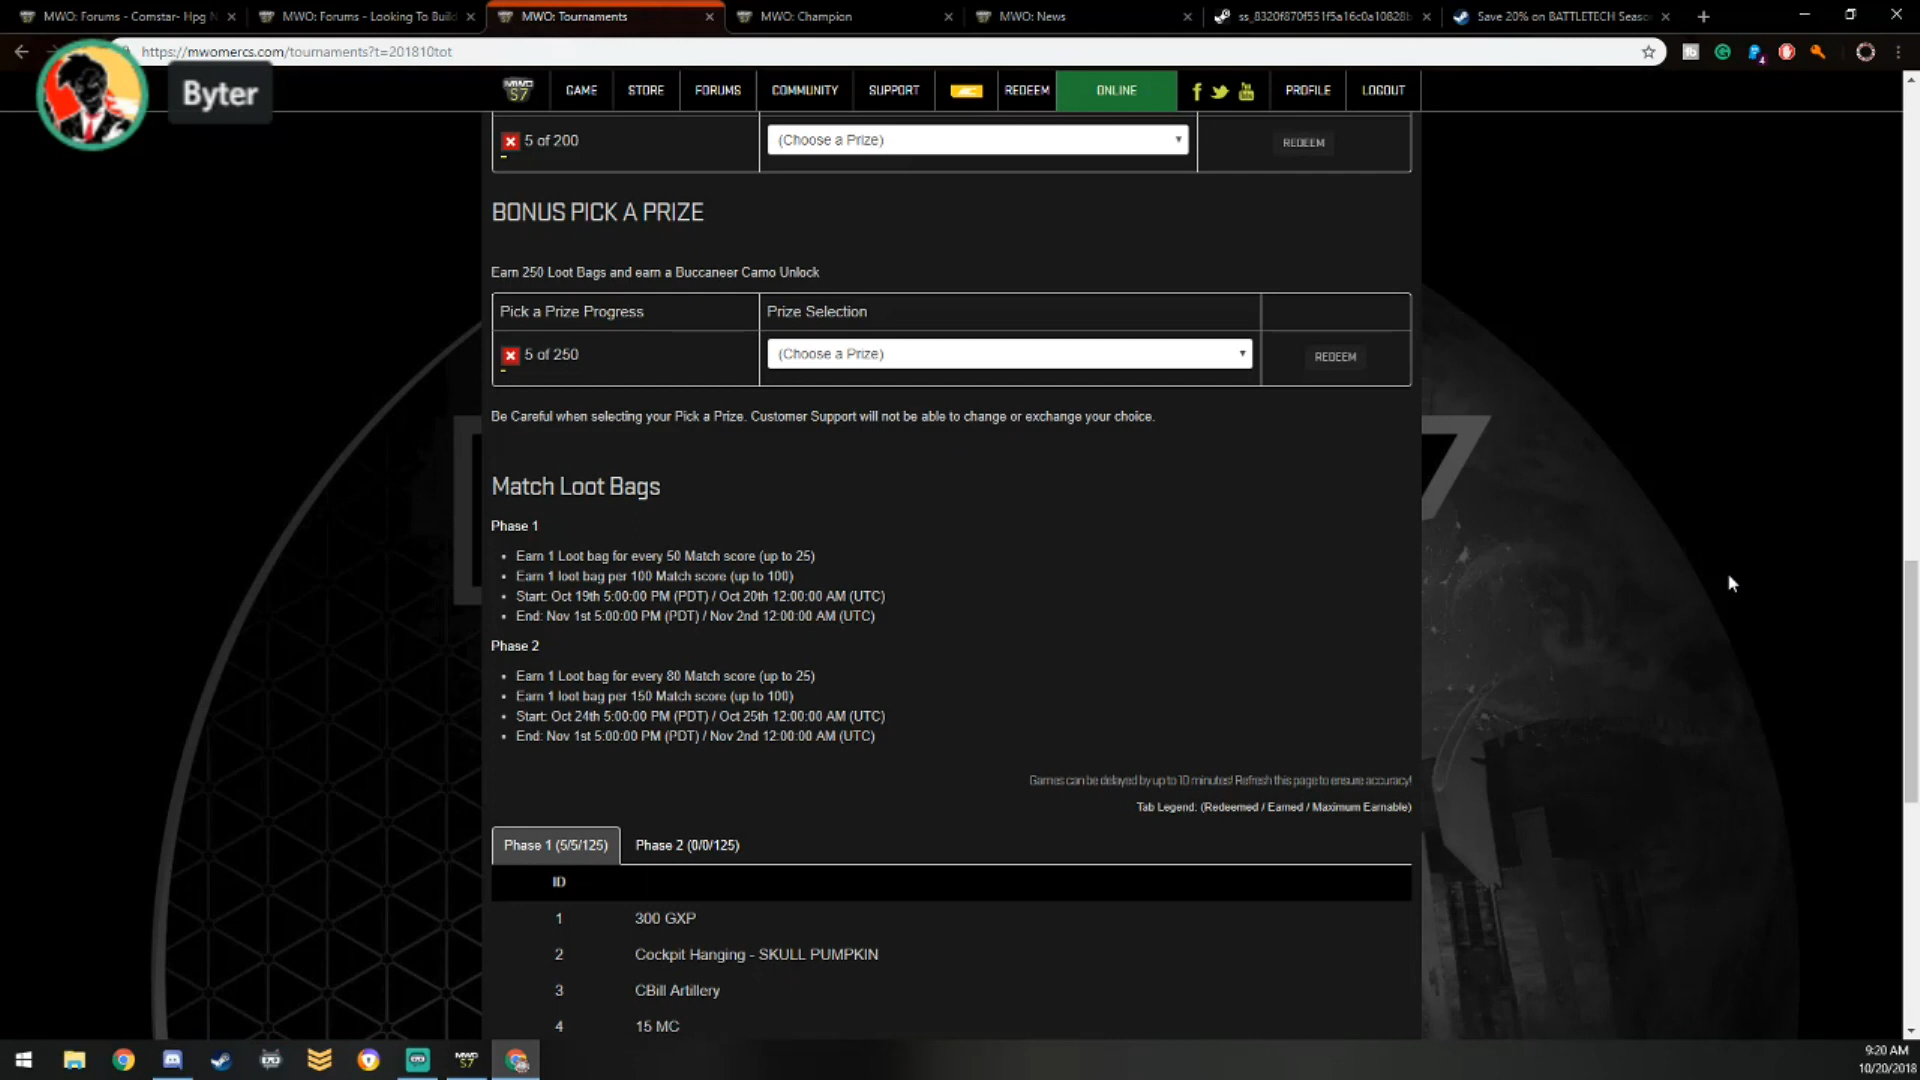 MWO: Forums - Comstar- Hpg N
MWO: Forums - Looking To Build
MWO: Tournaments
MWO: Champion
MWO: News
ss_8320f870f551f5a16c0a10828b
Save 20% on BATTLETECH Seaso
https://mwomercs.com/tournaments?t=201810tot
4
Byter
MWO
S7
GAME
STORE
FORUMS
COMMUNITY
SUPPORT
REDEEM
ONLINE
PROFILE
LOGOUT
5 of 200
(Choose a Prize)
REDEEM
BONUS PICK A PRIZE
Earn 250 Loot Bags and earn a Buccaneer Camo Unlock
Pick a Prize Progress
Prize Selection
5 of 250
(Choose a Prize)
REDEEM
Be Careful when selecting your Pick a Prize. Customer Support will not be able to change or exchange your choice.
Match Loot Bags
Phase 1
• Earn 1 Loot bag for every 50 Match score (up to 25)
• Earn 1 loot bag per 100 Match score (up to 100)
• Start: Oct 19th 5:00:00 PM (PDT) / Oct 20th 12:00:00 AM (UTC)
• End: Nov 1st 5:00:00 PM (PDT) / Nov 2nd 12:00:00 AM (UTC)
Phase 2
• Earn 1 Loot bag for every 80 Match score (up to 25)
• Earn 1 loot bag per 150 Match score (up to 100)
• Start: Oct 24th 5:00:00 PM (PDT) / Oct 25th 12:00:00 AM (UTC)
• End: Nov 1st 5:00:00 PM (PDT) / Nov 2nd 12:00:00 AM (UTC)
Games can be delayed by up to 10 minutes! Refresh this page to ensure accuracy!
Tab Legend: (Redeemed / Earned / Maximum Earnable)
Phase 1 (5/5/125)
Phase 2 (0/0/125)
ID
1 300 GXP
2 Cockpit Hanging - SKULL PUMPKIN
3 CBill Artillery
4 15 MC
MWO
S7
9:20 AM
10/20/2018